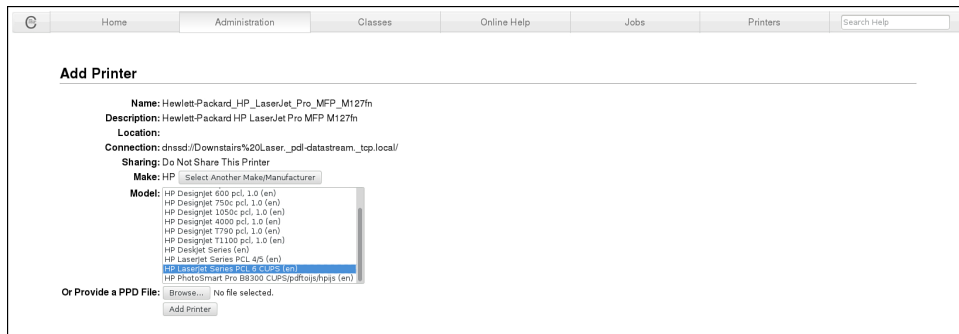 Home Administration Classes Online Help Jobs Printers Search Help
Add Printer
Name: Hewlett-Packard_HP_LaserJet_Pro_MFP_M127fn
Description: Hewlett-Packard HP LaserJet Pro MFP M127fn
Location:
Connection: dnssd://Downstairs%20Laser._pdl-datastream._tcp.local/
Sharing: Do Not Share This Printer
Make: HP Select Another Make/Manufacturer
Model: HP DesignJet 600 pcl, 1.0 (en)
HP DesignJet 750c pcl, 1.0 (en)
HP DesignJet 1050c pcl, 1.0 (en)
HP DesignJet 4000 pcl, 1.0 (en)
HP DesignJet T790 pcl, 1.0 (en)
HP DesignJet T1100 pcl, 1.0 (en)
HP DeskJet Series (en)
HP LaserJet Series PCL 4/5 (en)
HP LaserJet Series PCL 6 CUPS (en)
HP PhotoSmart Pro B8300 CUPS/pdftoijs/hpijs (en)
Or Provide a PPD File: Browse... No file selected.
Add Printer